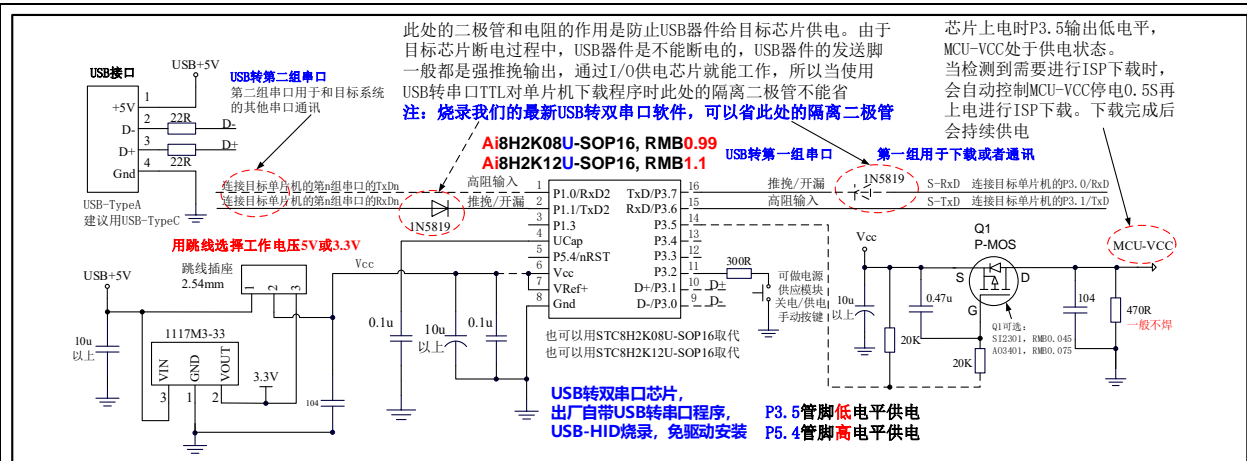 此处的二极管和电阻的作用是防止USB器件给目标芯片供电。由于
目标芯片断电过程中，USB器件是不能断电的，USB器件的发送脚
一般都是强推挽输出，通过I/O供电芯片就能工作，所以当使用
USB转串口TTL对单片机下载程序时此处的隔离二极管不能省
注：烧录我们的最新USB转双串口软件，可以省此处的隔离二极管
芯片上电时P3.5输出低电平，
MCU-VCC处于供电状态。
当检测到需要进行ISP下载时，
会自动控制MCU-VCC停电0.5S再
上电进行ISP下载。下载完成后
会持续供电
USB接口
USB+5V
USB转第二组串口
第二组串口用于和目标系统
的其他串口通讯
+5V
1
D-
2
22R
D-
D+
3
22R
D+
Gnd
4
USB-TypeA
建议用USB-TypeC
Ai8H2K08U-SOP16, RMB0.99
Ai8H2K12U-SOP16, RMB1.1
USB转第一组串口
第一组用于下载或者通讯
连接目标单片机的第n组串口的TxDn
高阻输入
连接目标单片机的第n组串口的RxDn
推挽/开漏
1N5819
1
P1.0/RxD2
2
P1.1/TxD2
3
P1.3
4
UCap
5
P5.4/nRST
6
Vcc
7
VRef+
8
Gnd
TxD/P3.7
16
RxD/P3.6
15
P3.5
14
P3.4
13
P3.3
12
P3.2
11
D+/P3.1
10
D+
D-/P3.0
9
D-
推挽/开漏
1N5819
S-RxD
连接目标单片机的P3.0/RxD
高阻输入
S-TxD
连接目标单片机的P3.1/TxD
300R
可做电源
供应模块
关电/供电
手动按键
用跳线选择工作电压5V或3.3V
USB+5V
跳线插座
2.54mm
1
2
3
Vcc
10u
以上
1117M3-33
VIN
GND
VOUT
3
1
2
3.3V
104
0.1u
10u
以上
0.1u
也可以用STC8H2K08U-SOP16取代
也可以用STC8H2K12U-SOP16取代
Vcc
Q1
P-MOS
S
D
G
MCU-VCC
10u
以上
0.47u
20K
20K
104
470R
一般不焊
Q1可选：
SI2301, RMB0.045
AO3401, RMB0.075
USB转双串口芯片，
出厂自带USB转串口程序，
USB-HID烧录，免驱动安装
P3.5管脚低电平供电
P5.4管脚高电平供电